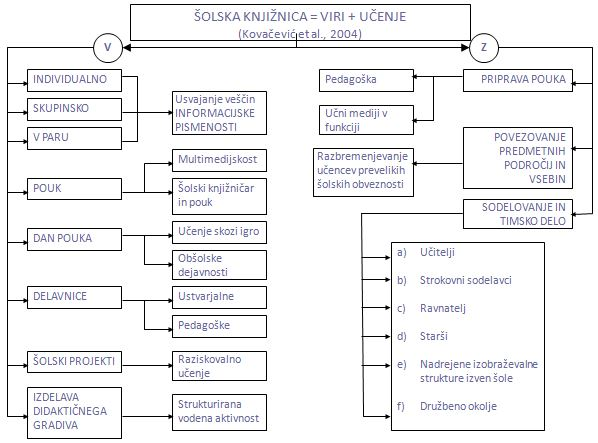 ŠOLSKA KNJIŽNICA = VIRI + UČENJE
(Kovačević et al., 2004)
V
Z
INDIVIDUALNO
SKUPINSKO
V PARU
Usvajanje veščin
INFORMACIJSKE
PISMENOSTI
POUK
Multimedijskost
Šolski knjižničar
in pouk
DAN POUKA
Učenje skozi igro
Obšolske
dejavnosti
DELAVNICE
Ustvarjalne
Pedagoške
ŠOLSKI PROJEKTI
Raziskovalno
učenje
IZDELAVA
DIDAKTIČNEGA
GRADIVA
Strukturirana
vodena aktivnost
Pedagoška
Učni mediji v
funkciji
PRIPRAVA POUKA
Razbremenjevanje
učencev prevelikih
šolskih obveznosti
POVEZOVANJE
PREDMETNIH
PODROČIJ IN
VSEBIN
SODELOVANJE IN
TIMSKO DELO
a) Učitelji
b) Strokovni sodelavci
c) Ravnatelj
d) Starši
e) Nadrejene izobraževalne
strukture izven šole
f) Družbeno okolje